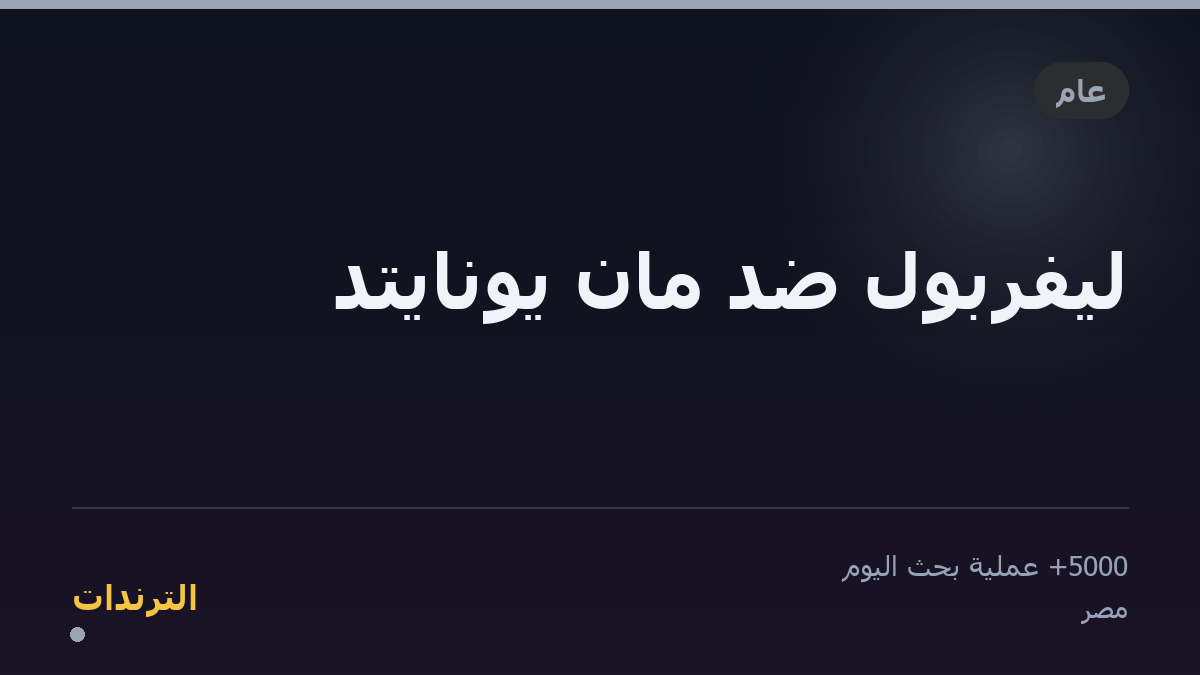 عام
ليفربول ضد مان يونايتد
5000+ عملية بحث اليوم
مصر
الترندات